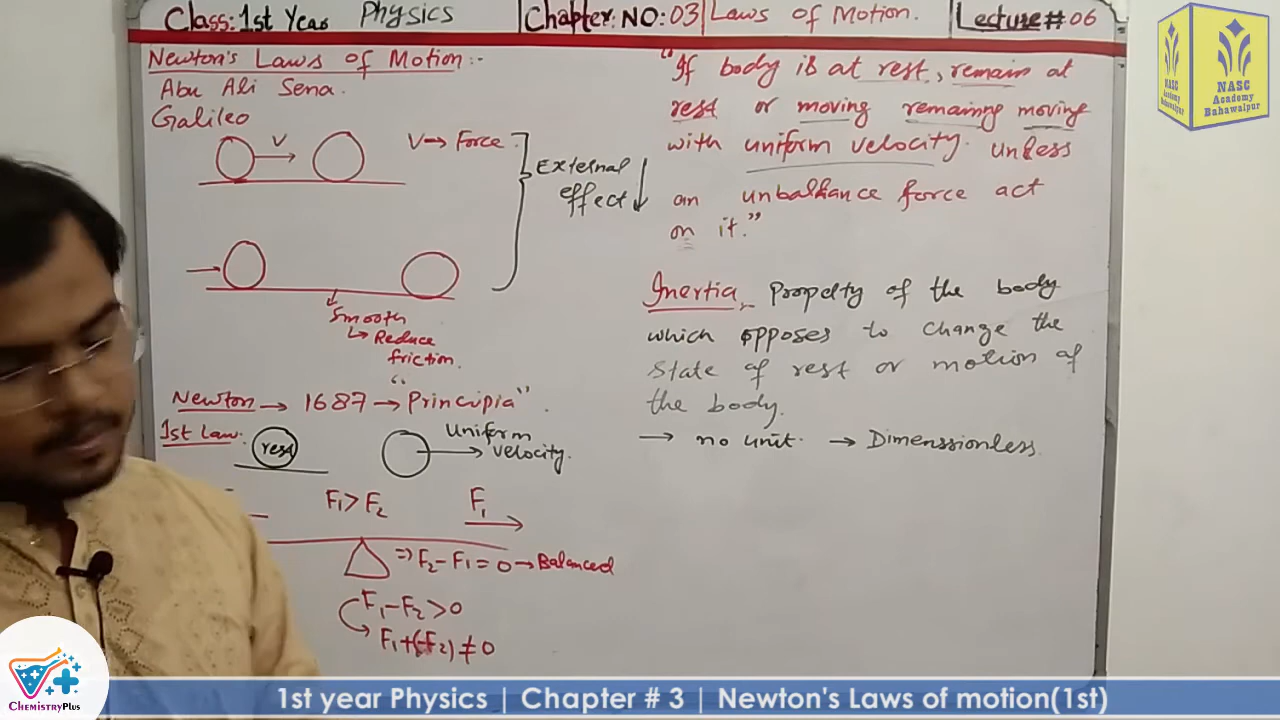 Class: 1st Year Physics
Chapter: NO: 03
Laws of Motion.
Lecture # 06
NASC
Academy
Bahawalpur
Newton's Laws of Motion:-
Abu Ali Sena.
Galileo
V
V → Force.
External
effect ↓
Smooth
↳ Reduce
friction.
Newton → 1687 → "Principia".
1st Law:
rest
Uniform
velocity.
F1 > F2
F1
⇒ F2 - F1 = 0 → Balanced
F1 - F2 > 0
F1 + (-F2) ≠ 0
"If body is at rest, remain at
rest or moving remaining moving
with uniform velocity. unless
an unbalance force act
on it."
Inertia, Property of the body
which opposes to change the
state of rest or motion of
the body.
→ no unit. → Dimenssionless.
ChemistryPlus
1st year Physics | Chapter # 3 | Newton's Laws of motion(1st)